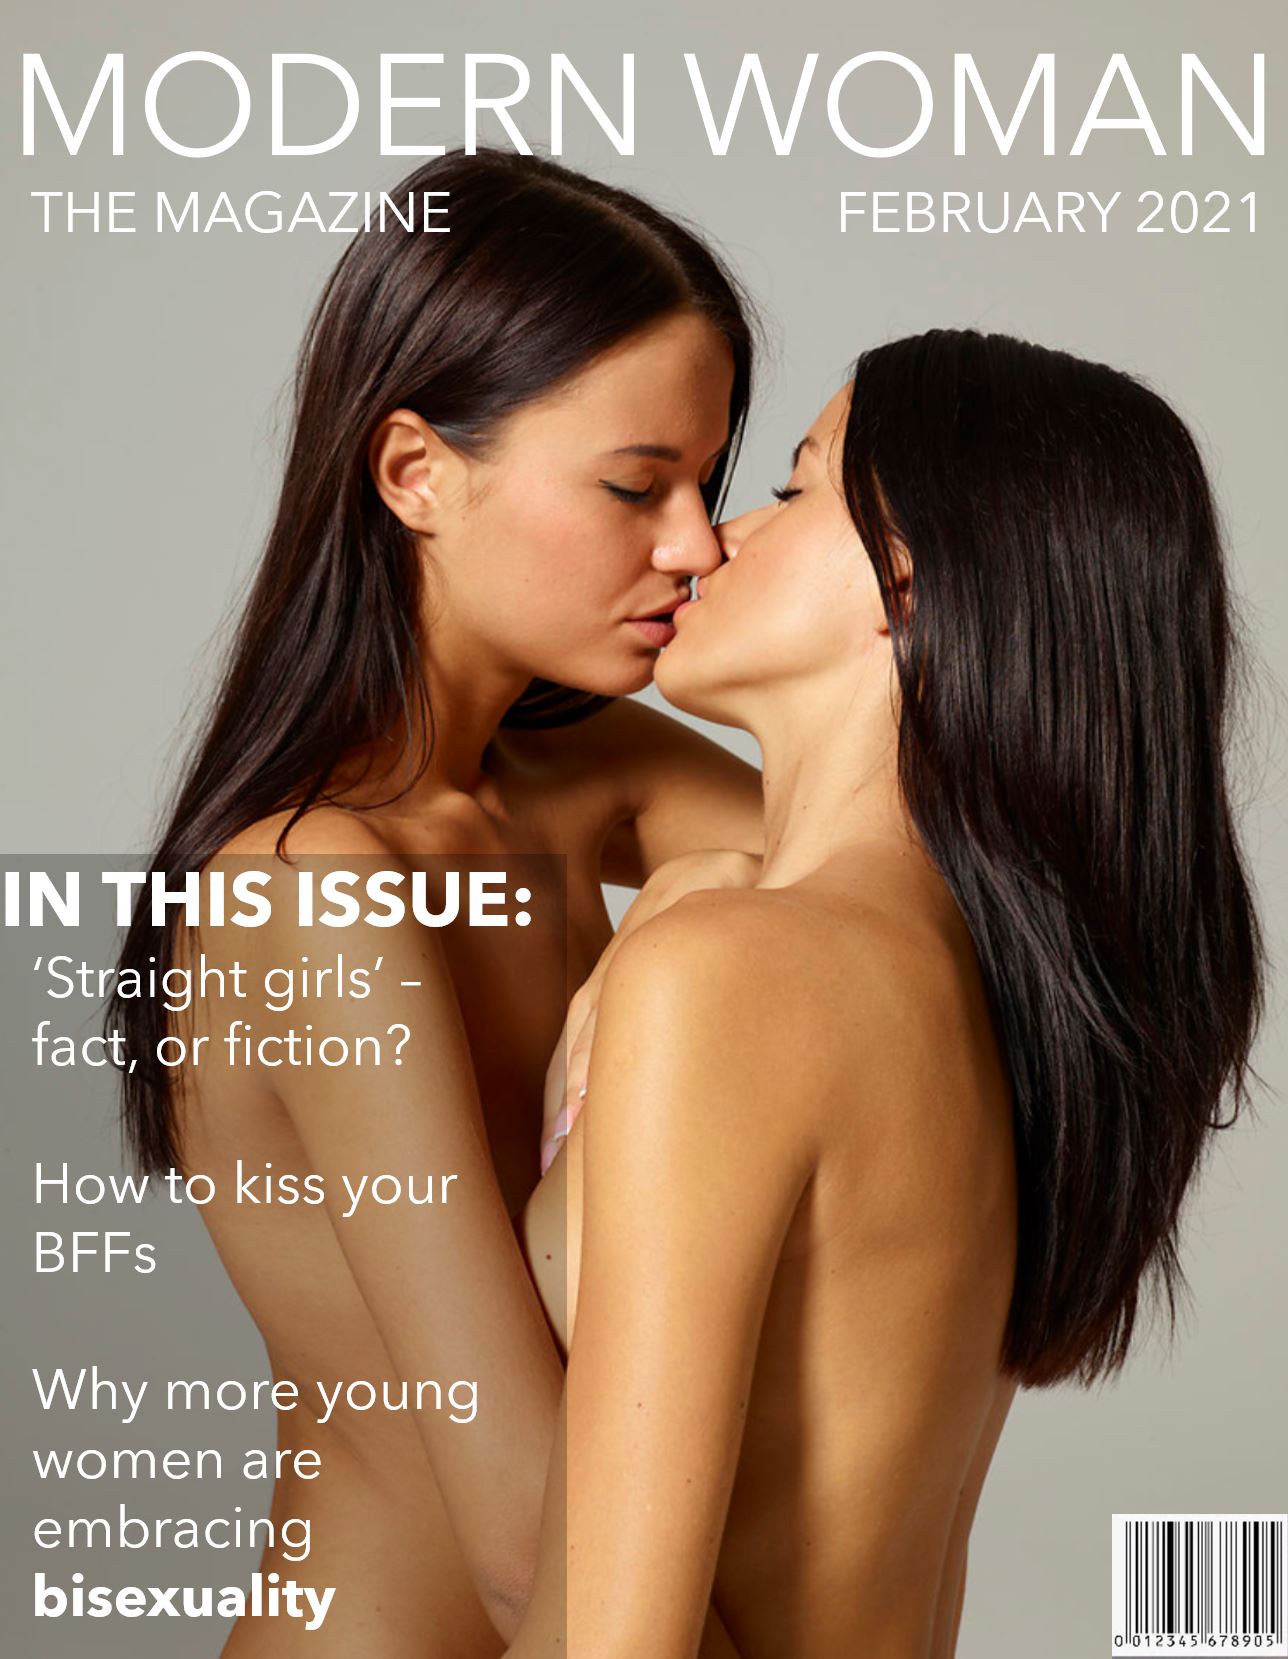 MODERN WOMAN
THE MAGAZINE
FEBRUARY 2021
IN THIS ISSUE:
‘Straight girls’ –
fact, or fiction?
How to kiss your
BFFs
Why more young
women are
embracing
bisexuality
0 012345 678905